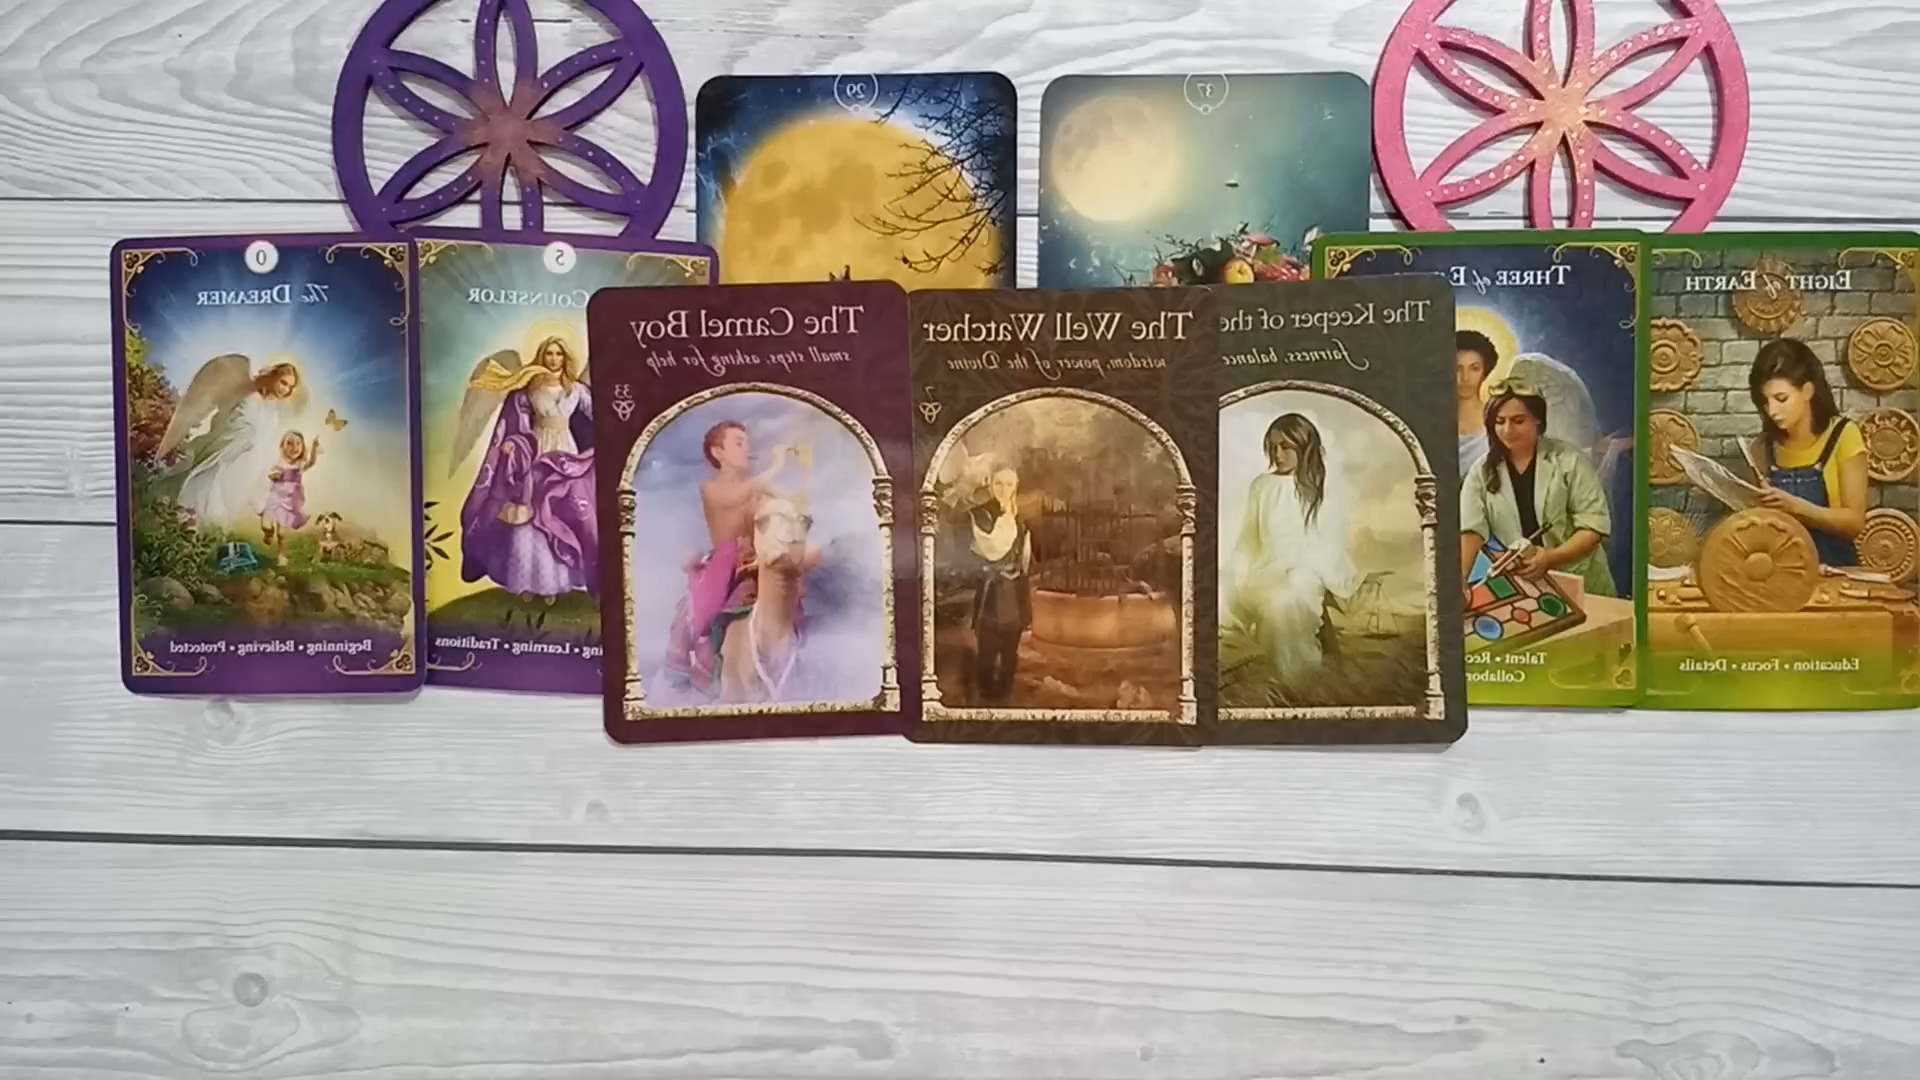 29
37
0
The DREAMER
Beginning • Believing • Protected
5
COUNSELOR
• Learning • Traditions
The Camel Boy
small steps, asking for help
33
The Well Watcher
wisdom, power of the Divine
7
The Keeper of the
fairness, balance
THREE of
Talent •
EIGHT of EARTH
Education • Focus • Details